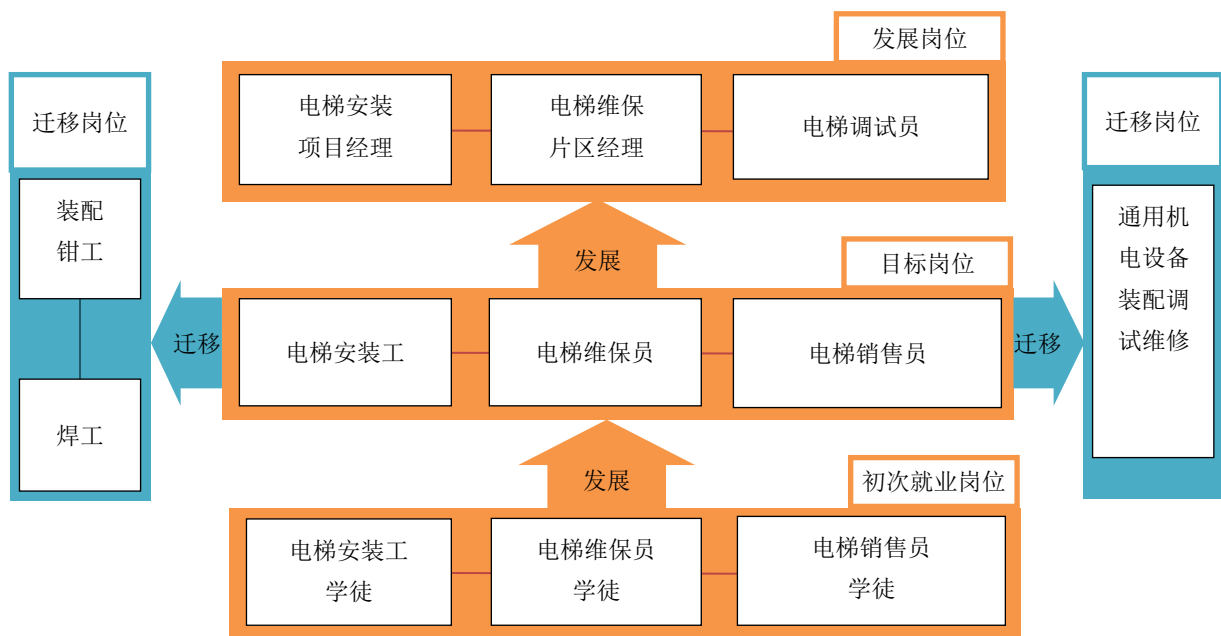 发展岗位
电梯安装
项目经理
电梯维保
片区经理
电梯调试员
迁移岗位
装配
钳工
焊工
迁移岗位
通用机
电设备
装配调
试维修
发展
目标岗位
迁移
电梯安装工
电梯维保员
电梯销售员
迁移
发展
初次就业岗位
电梯安装工
学徒
电梯维保员
学徒
电梯销售员
学徒